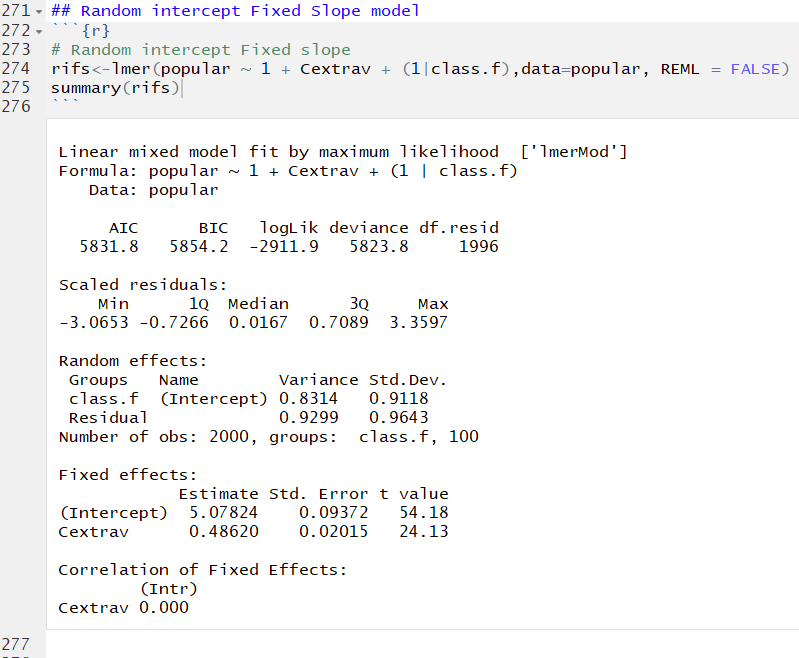 271 ## Random intercept Fixed Slope model
272 ```{r}
273 # Random intercept Fixed slope
274 rifs<-lmer(popular ~ 1 + Cextrav + (1|class.f),data=popular, REML = FALSE)
275 summary(rifs)
276 ```
Linear mixed model fit by maximum likelihood  ['lmerMod']
Formula: popular ~ 1 + Cextrav + (1 | class.f)
   Data: popular
     AIC      BIC   logLik deviance df.resid
  5831.8   5854.2  -2911.9   5823.8     1996
Scaled residuals:
    Min      1Q  Median      3Q     Max
-3.0653 -0.7266  0.0167  0.7089  3.3597
Random effects:
 Groups   Name        Variance Std.Dev.
 class.f  (Intercept) 0.8314   0.9118
 Residual             0.9299   0.9643
Number of obs: 2000, groups:  class.f, 100
Fixed effects:
            Estimate Std. Error t value
(Intercept)  5.07824    0.09372   54.18
Cextrav      0.48620    0.02015   24.13
Correlation of Fixed Effects:
        (Intr)
Cextrav 0.000
277